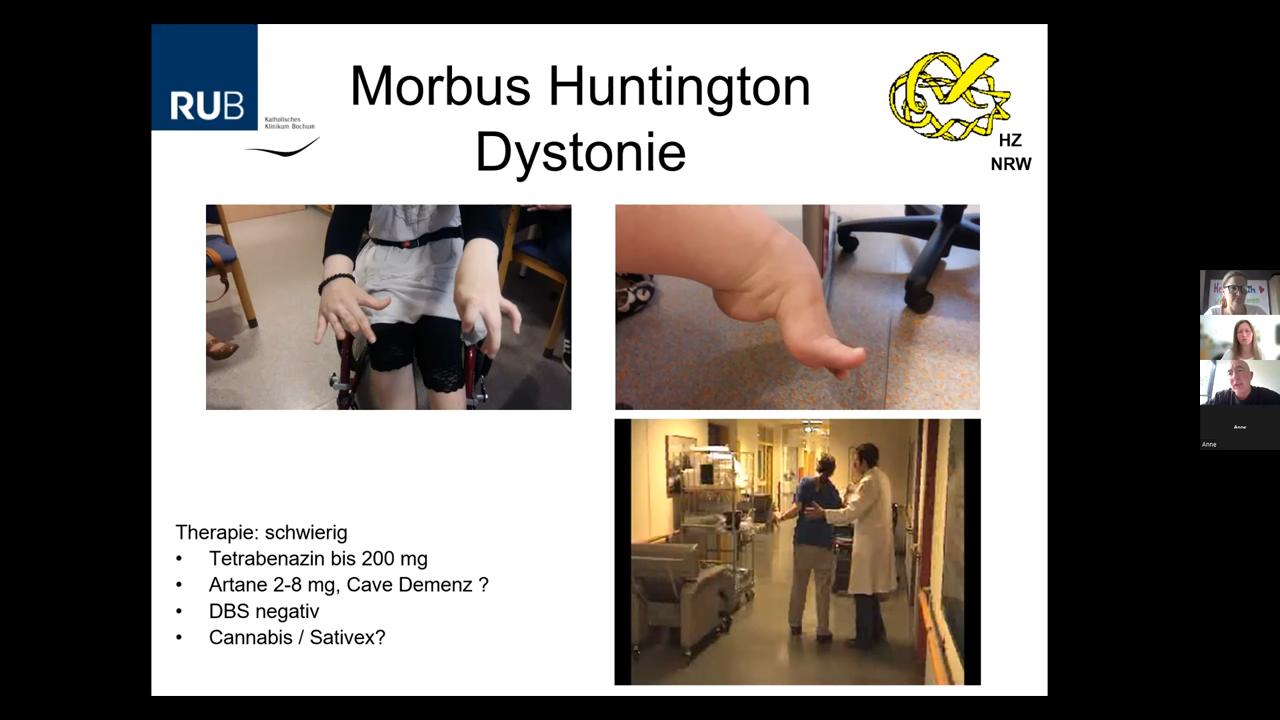 RUB
Katholisches
Klinikum Bochum
Morbus Huntington
Dystonie
HZ
NRW
Therapie: schwierig
• Tetrabenazin bis 200 mg
• Artane 2-8 mg, Cave Demenz ?
• DBS negativ
• Cannabis / Sativex?
Anne
Anne